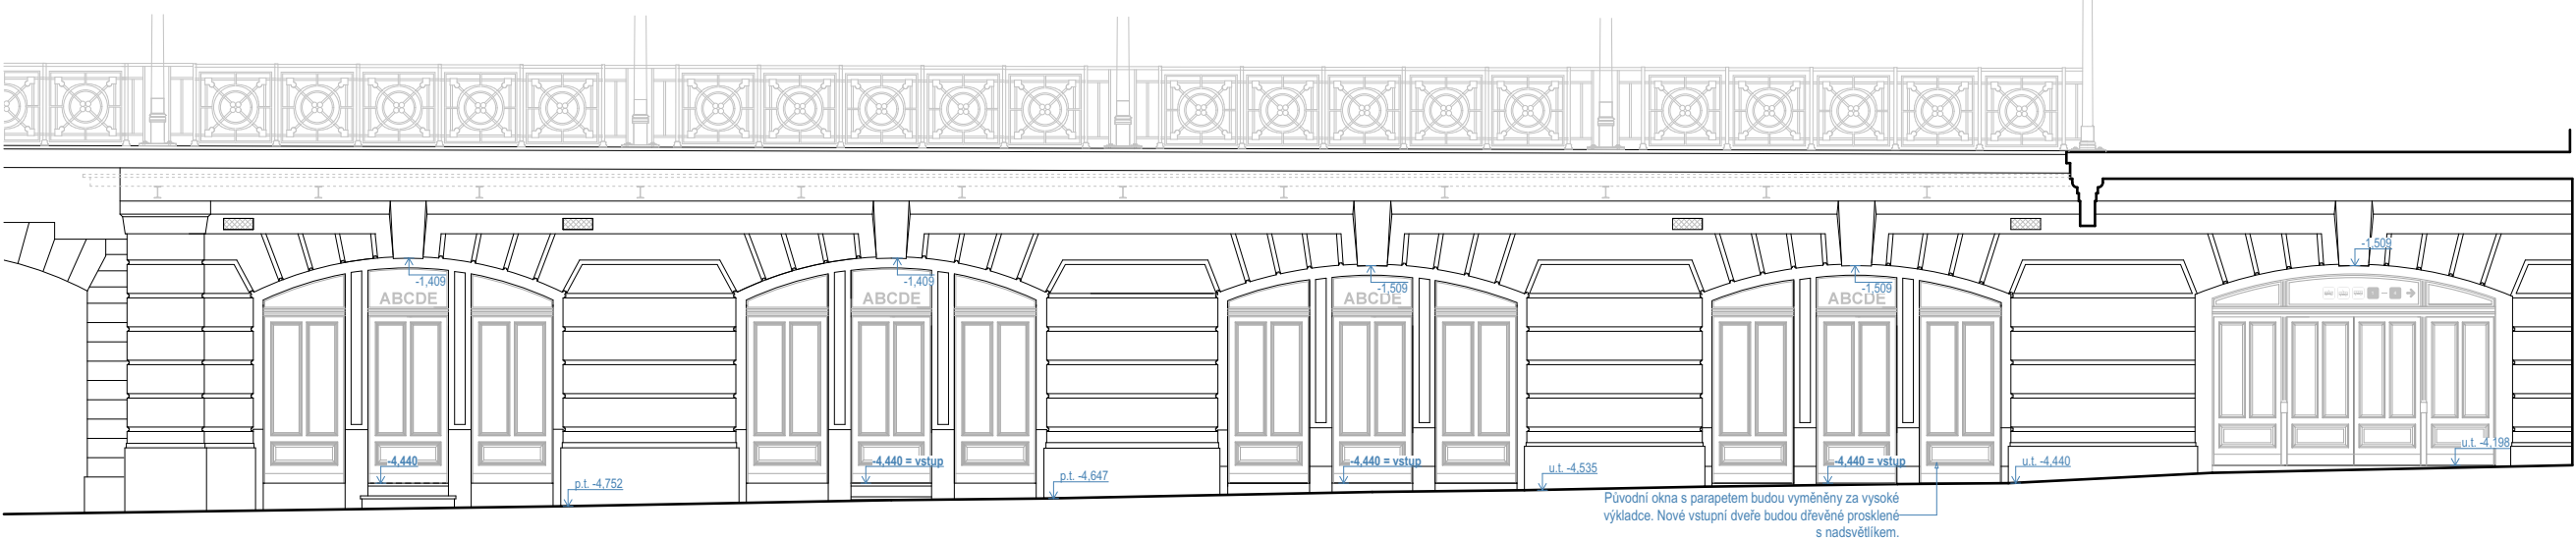 -1,409
-1,409
-1,509
-1,509
-1,509
ABCDE
ABCDE
ABCDE
ABCDE
-4,440
-4,440 = vstup
-4,440 = vstup
-4,440 = vstup
u.t. -4,198
p.t. -4,752
p.t. -4,647
u.t. -4,535
u.t. -4,440
Původní okna s parapetem budou vyměněny za vysoké
výkladce. Nové vstupní dveře budou dřevěné prosklené
s nadsvětlíkem.